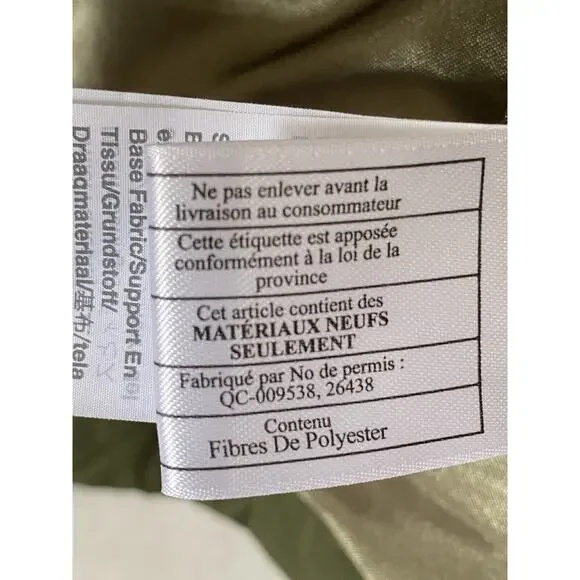 Ne pas enlever avant la
livraison au consommateur
Cette étiquette est apposée
conformément à la loi de la
province
Cet article contient des
MATÉRIAUX NEUFS
SEULEMENT
Fabriqué par No de permis :
QC-009538, 26438
Contenu
Fibres De Polyester
Base Fabric/Support En
Tissu/Grundstoff/
Draagmateriaal/基布/tela